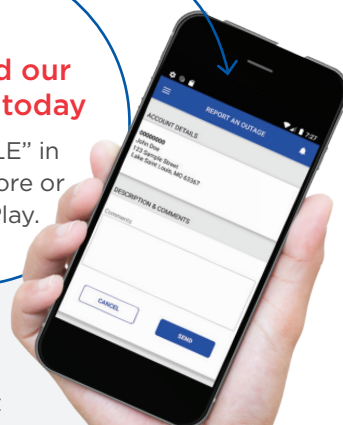 d our
today
LE” in
ore or
Play.
7:27
REPORT AN OUTAGE
ACCOUNT DETAILS
00000000
John Doe
123 Sample Street
Lake Saint Louis, MO 63367
DESCRIPTION & COMMENTS
Comments
CANCEL
SEND